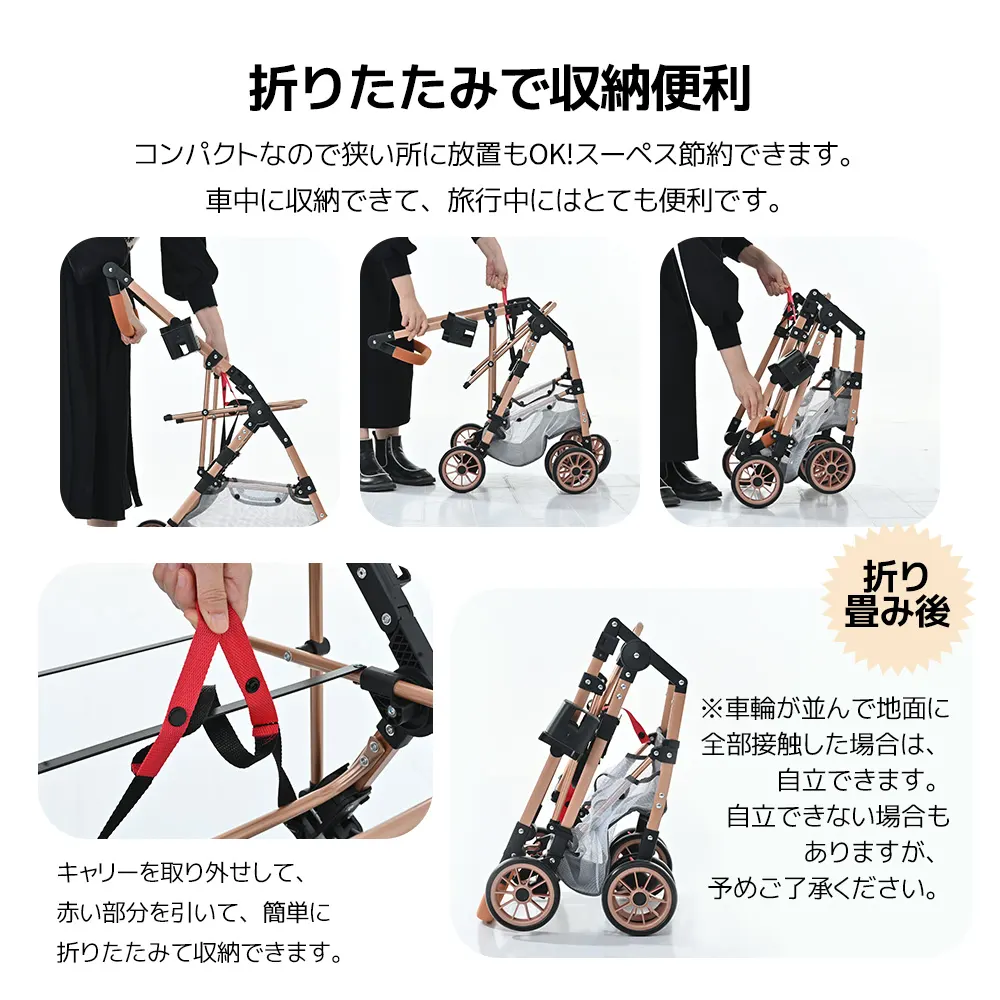 折りたたみで収納便利
コンパクトなので狭い所に放置もOK!スーペス節約できます。
車中に収納できて、旅行中にはとても便利です。
折り
畳み後
※車輪が並んで地面に
全部接触した場合は、
自立できます。
自立できない場合も
ありますが、
予めご了承ください。
キャリーを取り外せして、
赤い部分を引いて、簡単に
折りたたみて収納できます。